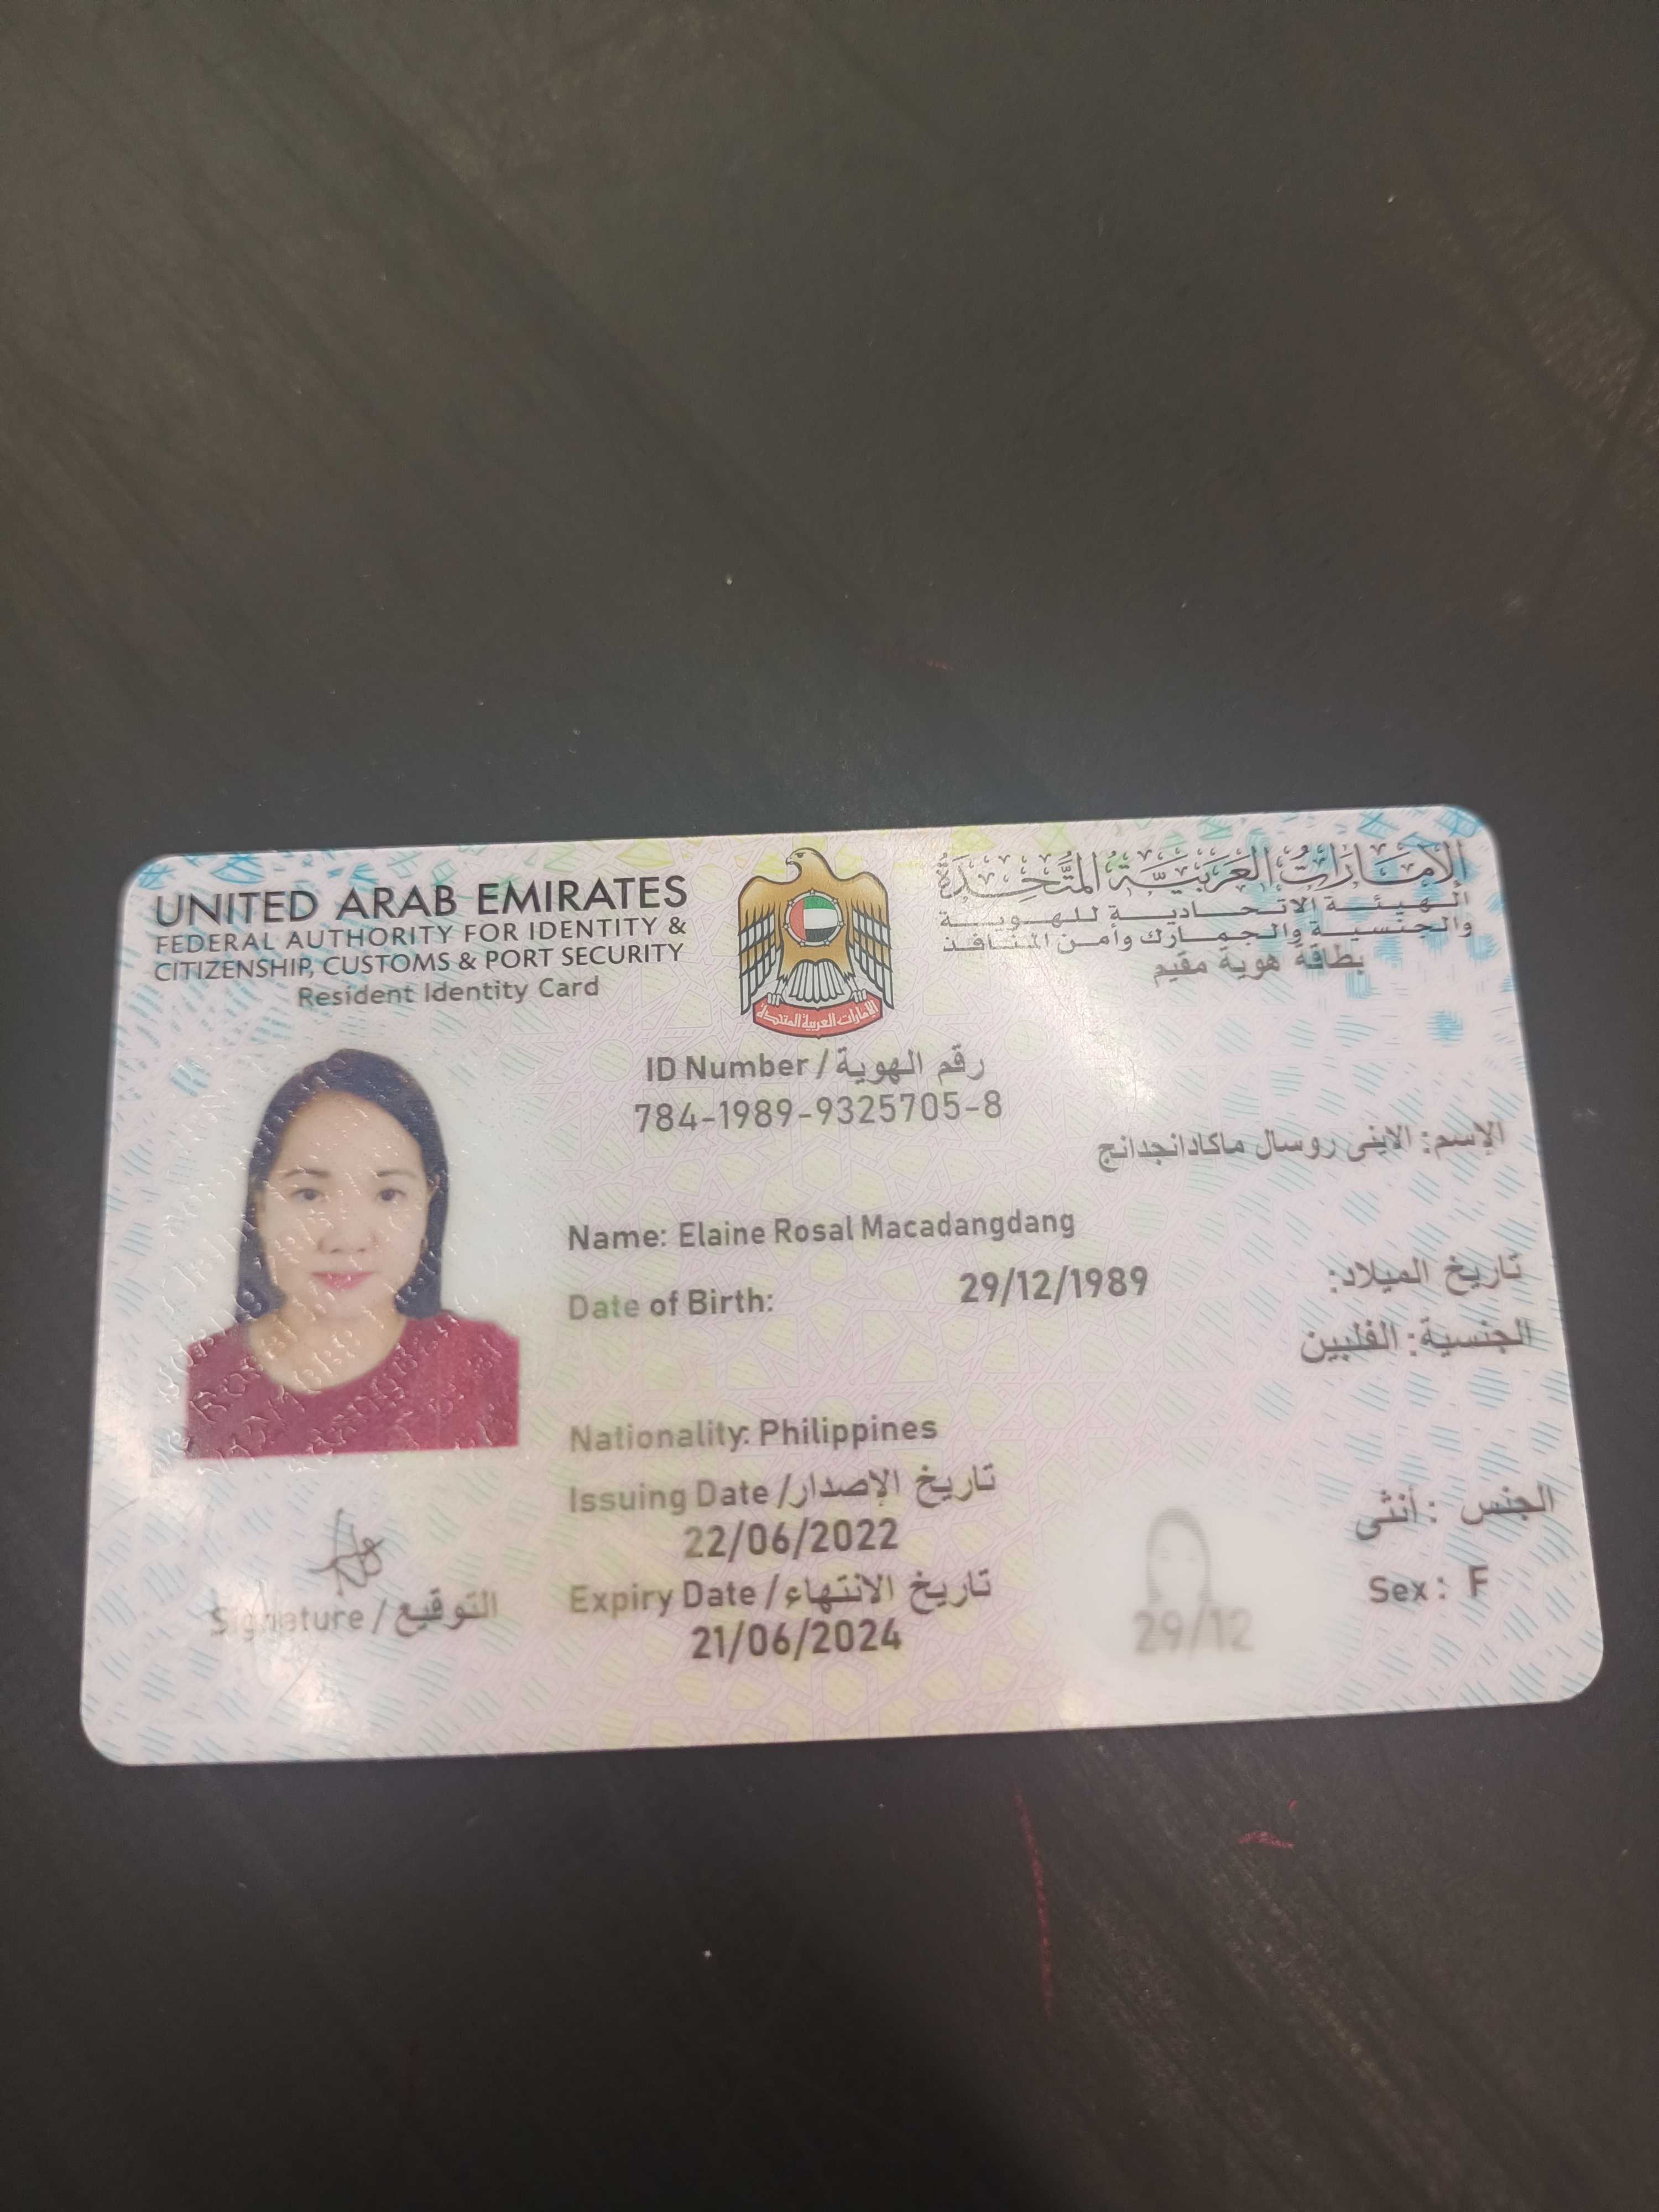 UNITED ARAB EMIRATES
FEDERAL AUTHORITY FOR IDENTITY &
CITIZENSHIP, CUSTOMS & PORT SECURITY
Resident Identity Card
الإمارات العربية المتحدة
الهيئة الاتحادية للهوية
والجنسية والجمارك وأمن المنافذ
بطاقة هوية مقيم
الإمارات العربية المتحدة
ID Number / رقم الهوية
784-1989-9325705-8
الإسم: الاينى روسال ماكادانجدانج
Name: Elaine Rosal Macadangdang
Date of Birth: 29/12/1989 تاريخ الميلاد:
الجنسية: الفلبين
Nationality: Philippines
Issuing Date / تاريخ الإصدار
22/06/2022
Expiry Date / تاريخ الانتهاء
21/06/2024
الجنس : أنثى
Sex: F
29/12
Signature / التوقيع